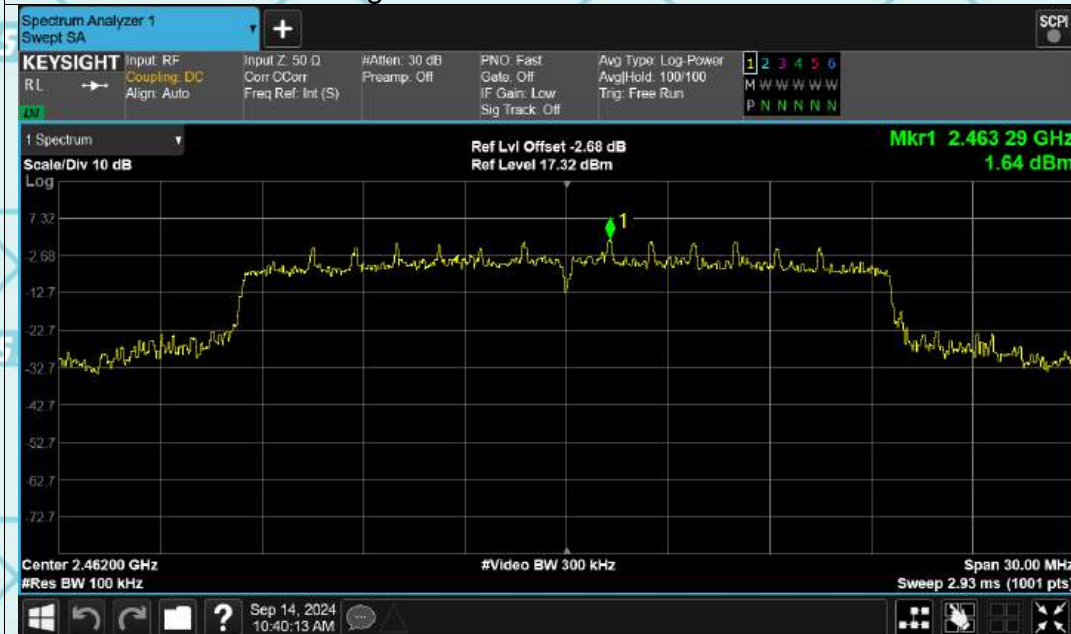 Spectrum Analyzer 1
Swept SA
+
SCPI
KEYSIGHT
RL
LXI
Input: RF
Coupling: DC
Align: Auto
Input Z: 50 Ω
Corr CCorr
Freq Ref: Int (S)
#Atten: 30 dB
Preamp: Off
PNO: Fast
Gate: Off
IF Gain: Low
Sig Track: Off
Avg Type: Log-Power
Avg|Hold: 100/100
Trig: Free Run
1 2 3 4 5 6
M W W W W W
P N N N N N
1 Spectrum
Scale/Div 10 dB
Log
Ref Lvl Offset -2.68 dB
Ref Level 17.32 dBm
Mkr1 2.463 29 GHz
1.64 dBm
7.32
1
-2.68
-12.7
-22.7
-32.7
-42.7
-52.7
-62.7
-72.7
Center 2.46200 GHz
#Res BW 100 kHz
#Video BW 300 kHz
Span 30.00 MHz
Sweep 2.93 ms (1001 pts)
?
Sep 14, 2024
10:40:13 AM